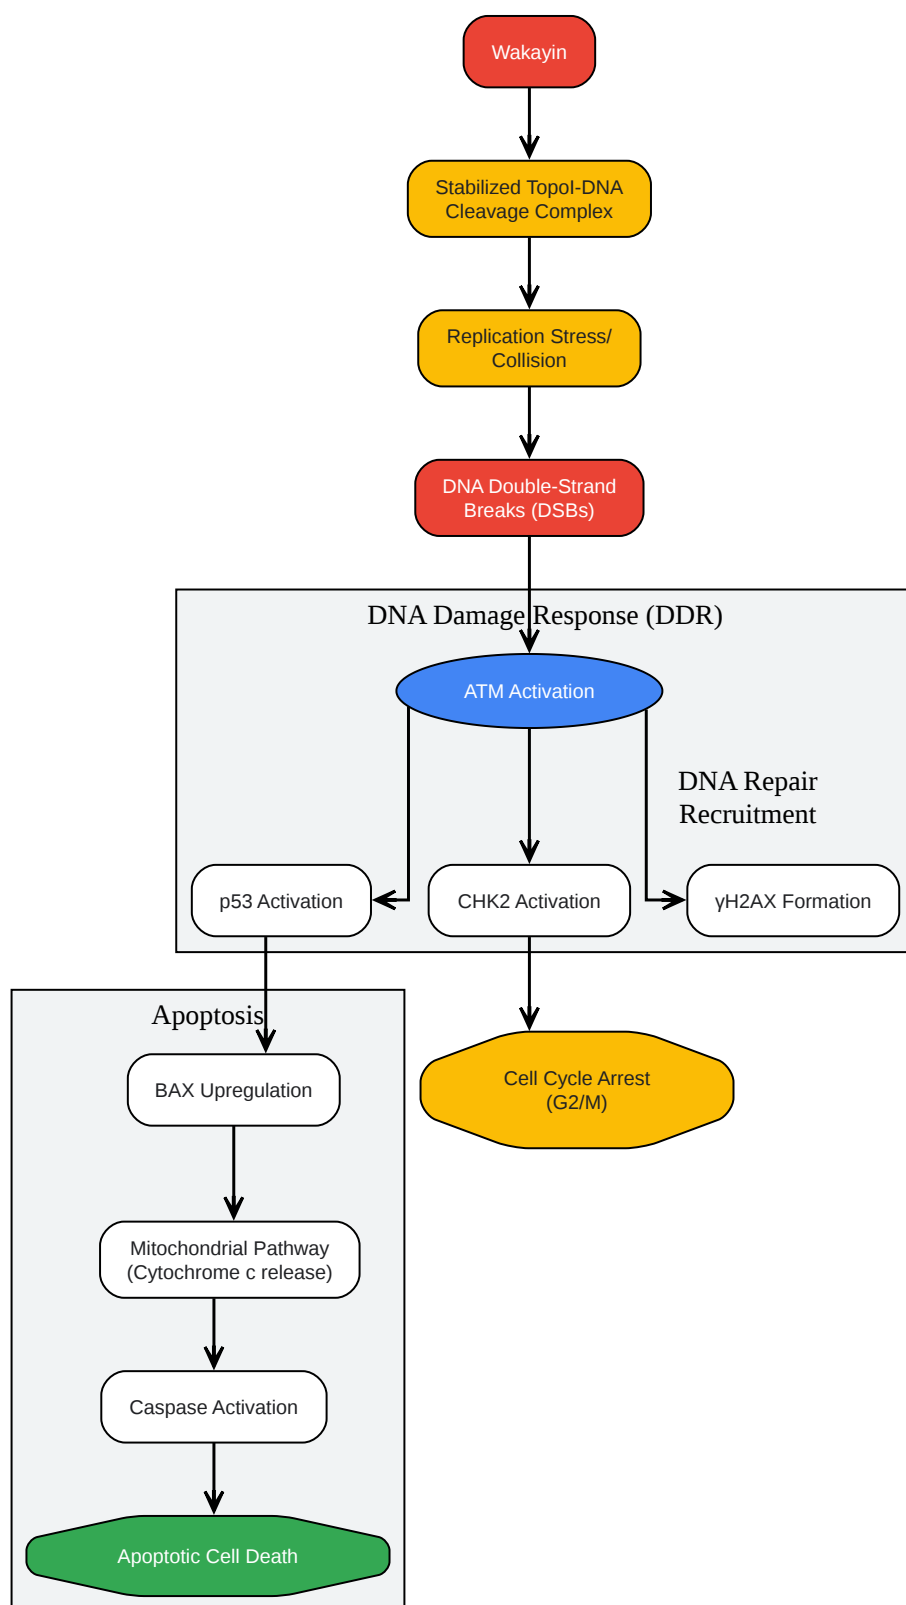 Wakayin
Stabilized TopoI-DNA
Cleavage Complex
Replication Stress/
Collision
DNA Double-Strand
Breaks (DSBs)
DNA Damage Response (DDR)
ATM Activation
DNA Repair
Recruitment
p53 Activation
CHK2 Activation
γH2AX Formation
Apoptosis
BAX Upregulation
Cell Cycle Arrest
(G2/M)
Mitochondrial Pathway
(Cytochrome c release)
Caspase Activation
Apoptotic Cell Death